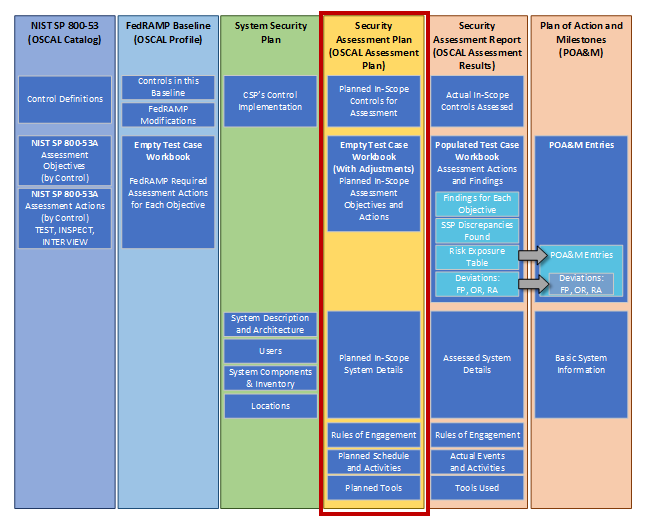 NIST SP 800-53
(OSCAL Catalog)
Control Definitions
NIST SP 800-53A
Assessment
Objectives
(by Control)
NIST SP 800-53A
Assessment Actions
(by Control)
TEST, INSPECT,
INTERVIEW
FedRAMP Baseline
(OSCAL Profile)
Controls in this
Baseline
FedRAMP
Modifications
Empty Test Case
Workbook
FedRAMP Required
Assessment Actions
for Each Objective
System Security
Plan
CSP's Control
Implementation
System Description
and Architecture
Users
System Components
& Inventory
Locations
Security
Assessment Plan
(OSCAL Assessment
Plan)
Planned In-Scope
Controls for
Assessment
Empty Test Case
Workbook
(With Adjustments)
Planned In-Scope
Assessment
Objectives and
Actions
Planned In-Scope
System Details
Rules of Engagement
Planned Schedule
and Activities
Planned Tools
Security
Assessment Report
(OSCAL Assessment
Results)
Actual In-Scope
Controls Assessed
Populated Test Case
Workbook
Assessment Actions
and Findings
Findings for Each
Objective
SSP Discrepancies
Found
Risk Exposure
Table
Deviations:
FP, OR, RA
Assessed System
Details
Rules of Engagement
Actual Events
and Activities
Tools Used
Plan of Action and
Milestones
(POA&M)
POA&M Entries
POA&M Entries
Deviations:
FP, OR, RA
Basic System
Information